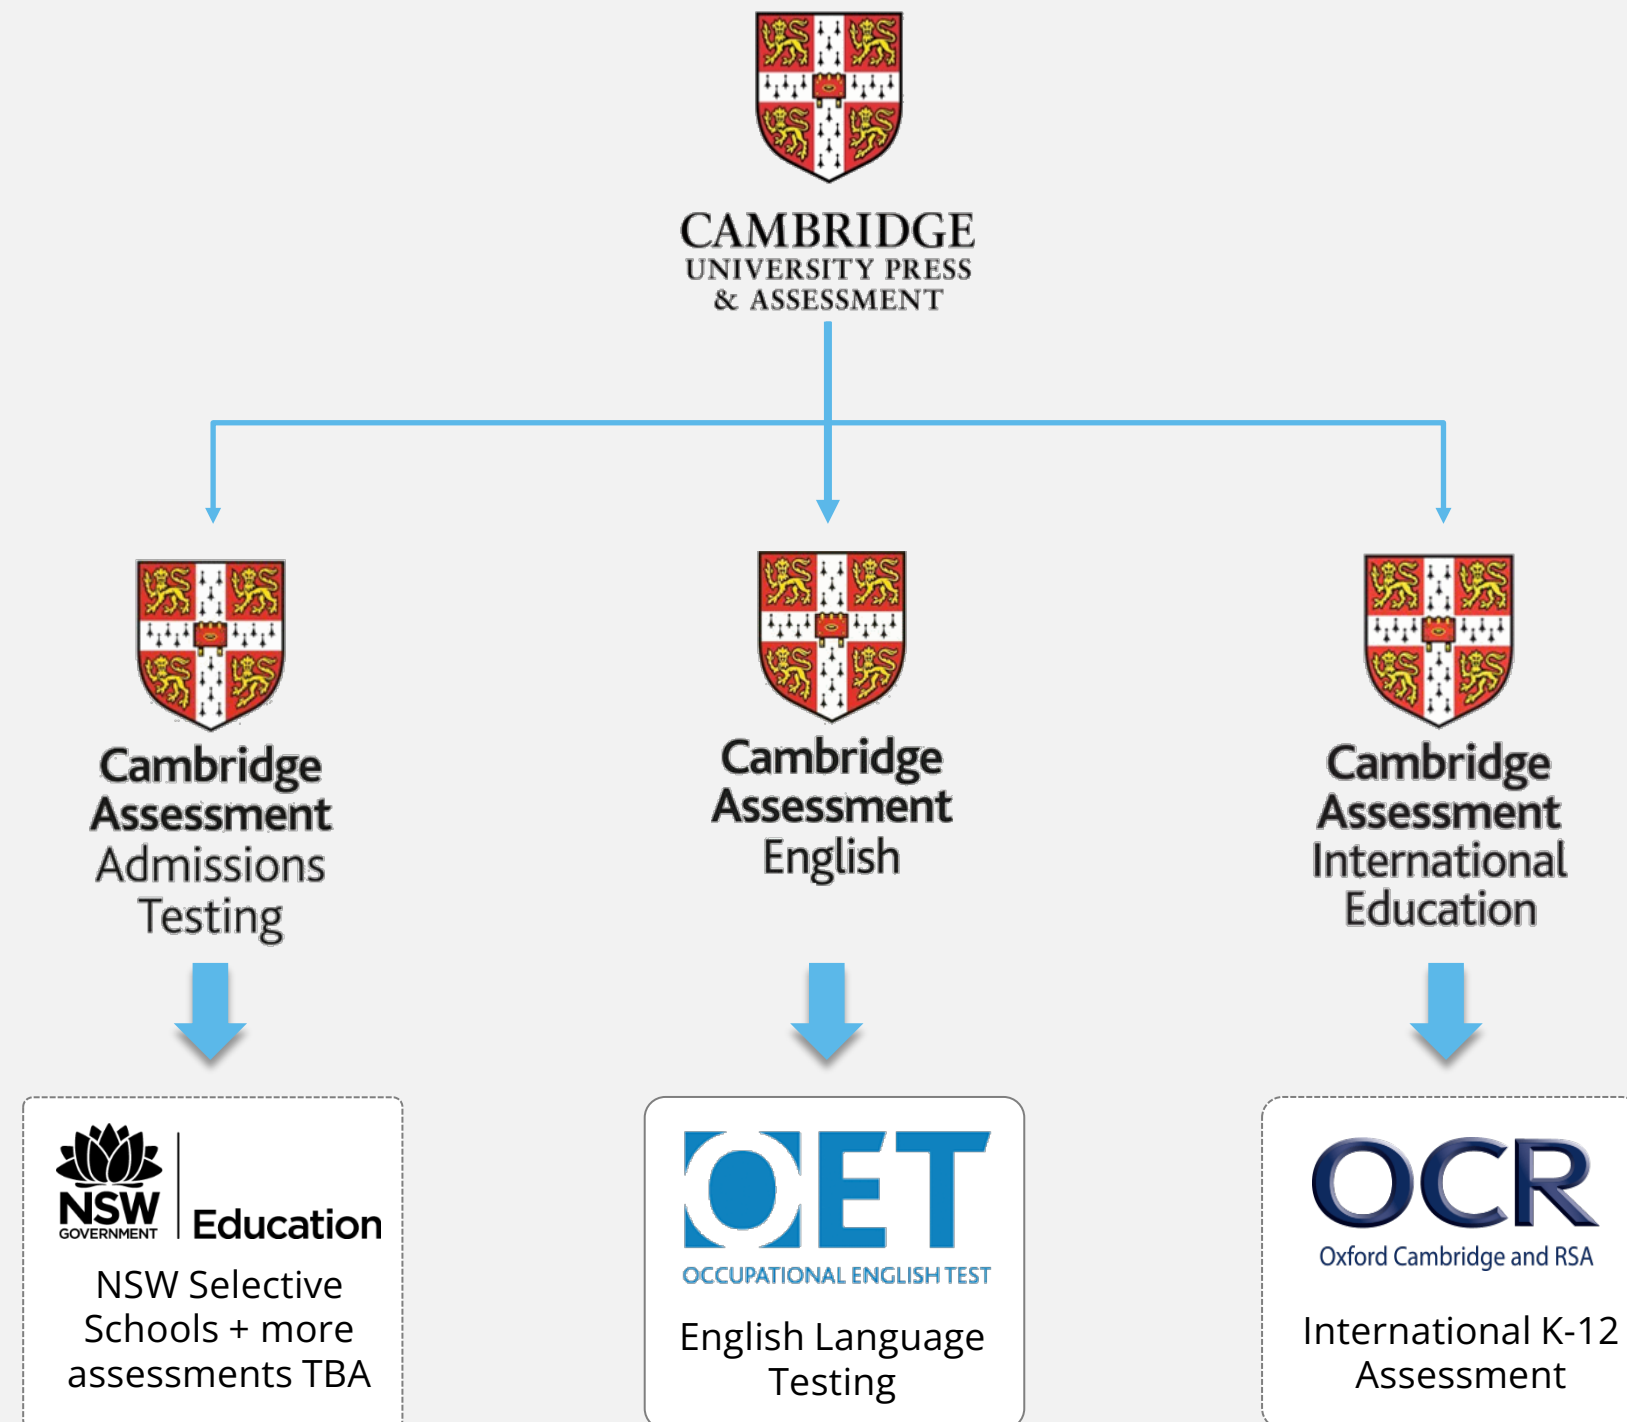 CAMBRIDGE
UNIVERSITY PRESS
& ASSESSMENT
Cambridge
Assessment
Admissions
Testing
Cambridge
Assessment
English
Cambridge
Assessment
International
Education
NSW
GOVERNMENT
Education
NSW Selective
Schools + more
assessments TBA
OET
OCCUPATIONAL ENGLISH TEST
English Language
Testing
OCR
Oxford Cambridge and RSA
International K-12
Assessment